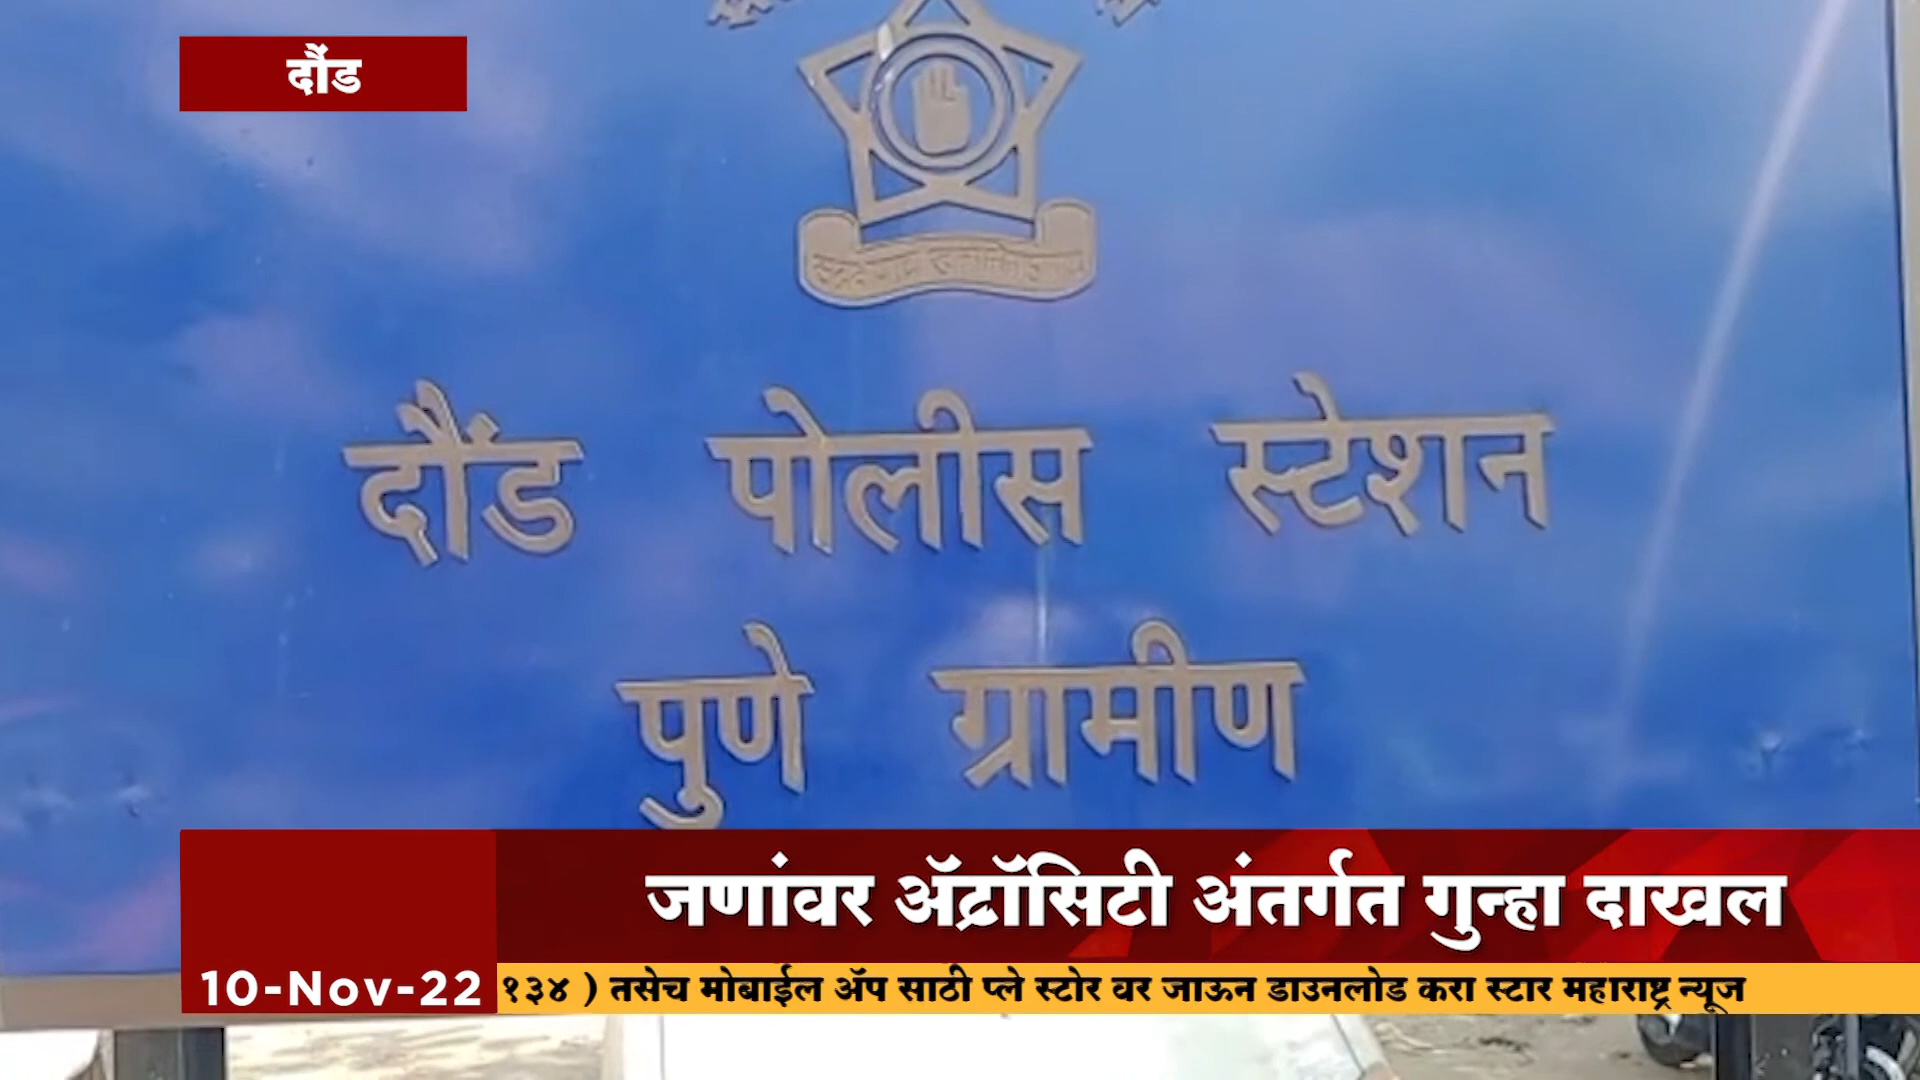 दौंड
दौंड पोलीस स्टेशन
पुणे ग्रामीण
जणांवर ॲट्रॉसिटी अंतर्गत गुन्हा दाखल
10-Nov-22
१३४ ) तसेच मोबाईल ॲप साठी प्ले स्टोर वर जाऊन डाउनलोड करा स्टार महाराष्ट्र न्यूज